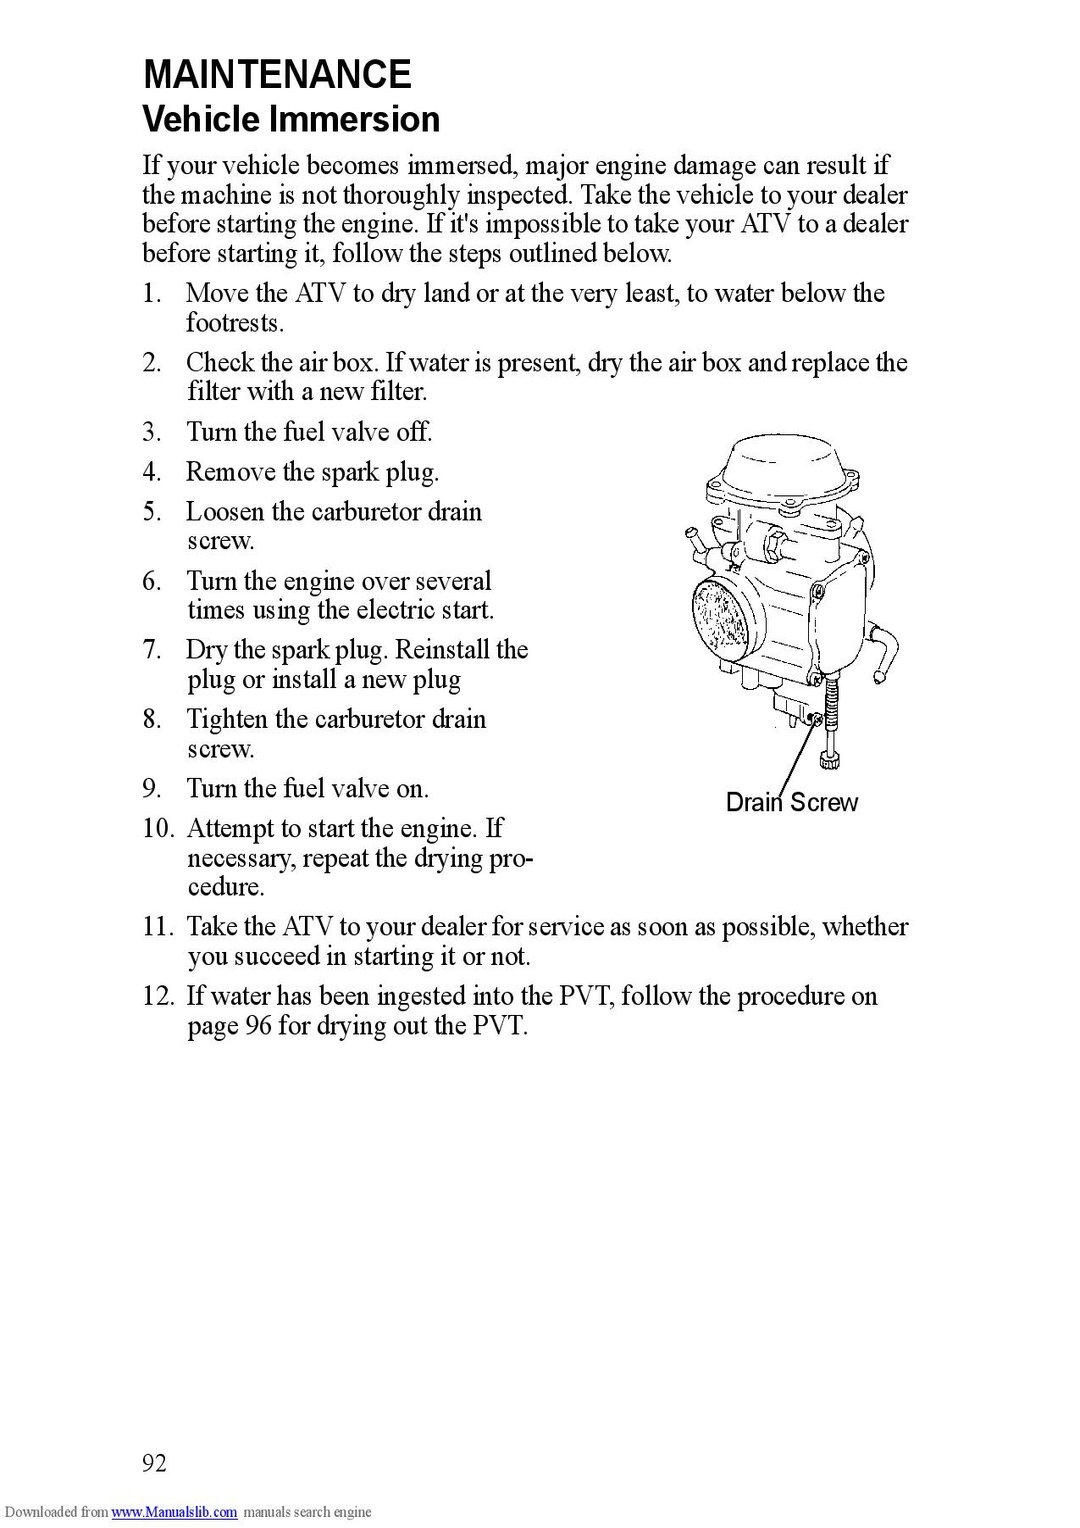 MAINTENANCE
Vehicle Immersion
If your vehicle becomes immersed, major engine damage can result if
the machine is not thoroughly inspected. Take the vehicle to your dealer
before starting the engine. If it's impossible to take your ATV to a dealer
before starting it, follow the steps outlined below.
1. Move the ATV to dry land or at the very least, to water below the
footrests.
2. Check the air box. If water is present, dry the air box and replace the
filter with a new filter.
3. Turn the fuel valve off.
4. Remove the spark plug.
5. Loosen the carburetor drain
screw.
6. Turn the engine over several
times using the electric start.
7. Dry the spark plug. Reinstall the
plug or install a new plug
8. Tighten the carburetor drain
screw.
9. Turn the fuel valve on.
10. Attempt to start the engine. If
necessary, repeat the drying pro-
cedure.
Drain Screw
11. Take the ATV to your dealer for service as soon as possible, whether
you succeed in starting it or not.
12. If water has been ingested into the PVT, follow the procedure on
page 96 for drying out the PVT.
92
Downloaded from www.Manualslib.com manuals search engine